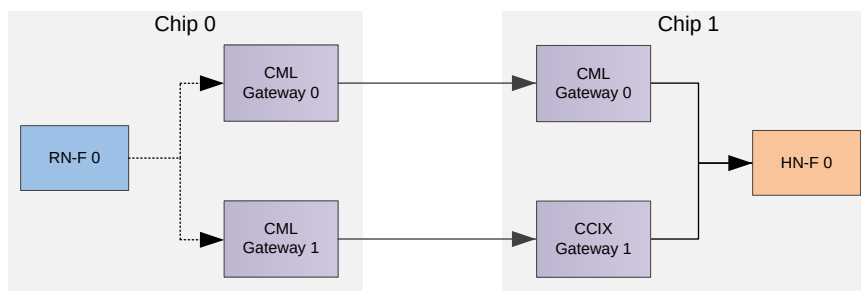 Chip 0
Chip 1
CML
Gateway 0
CML
Gateway 0
RN-F 0
HN-F 0
CML
Gateway 1
CCIX
Gateway 1